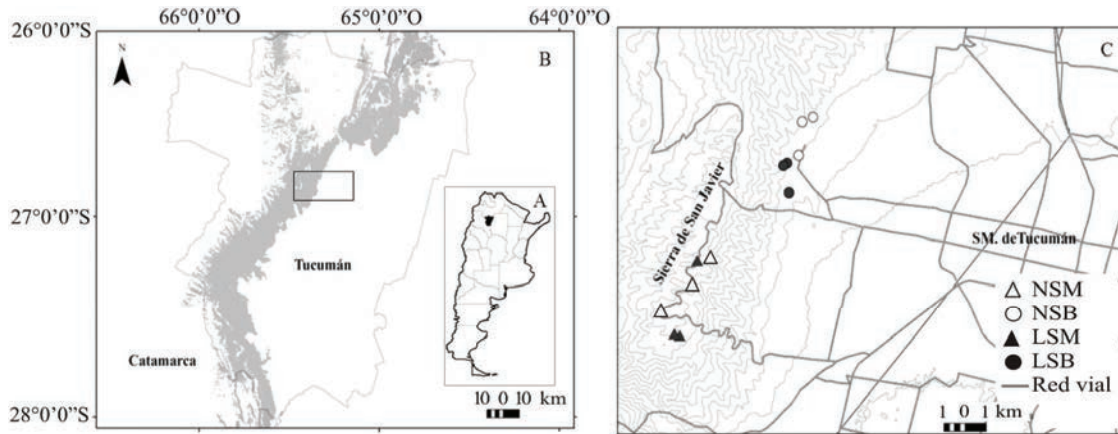 66°0’0”O 65°0’0”O 64°0’0”O
26°0’0”S
27°0’0”S
28°0’0”S
N
B
Tucumán
Catamarca
A
10 0 10 km
C
Sierra de San Javier
SM. deTucumán
NSM
NSB
LSM
LSB
Red vial
1 0 1 km